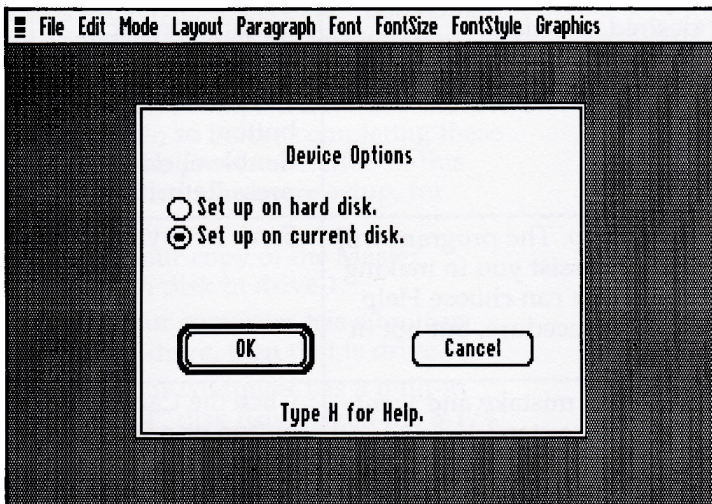 File Edit Mode Layout Paragraph Font FontSize FontStyle Graphics
Device Options
Set up on hard disk.
Set up on current disk.
OK Cancel
Type H for Help.